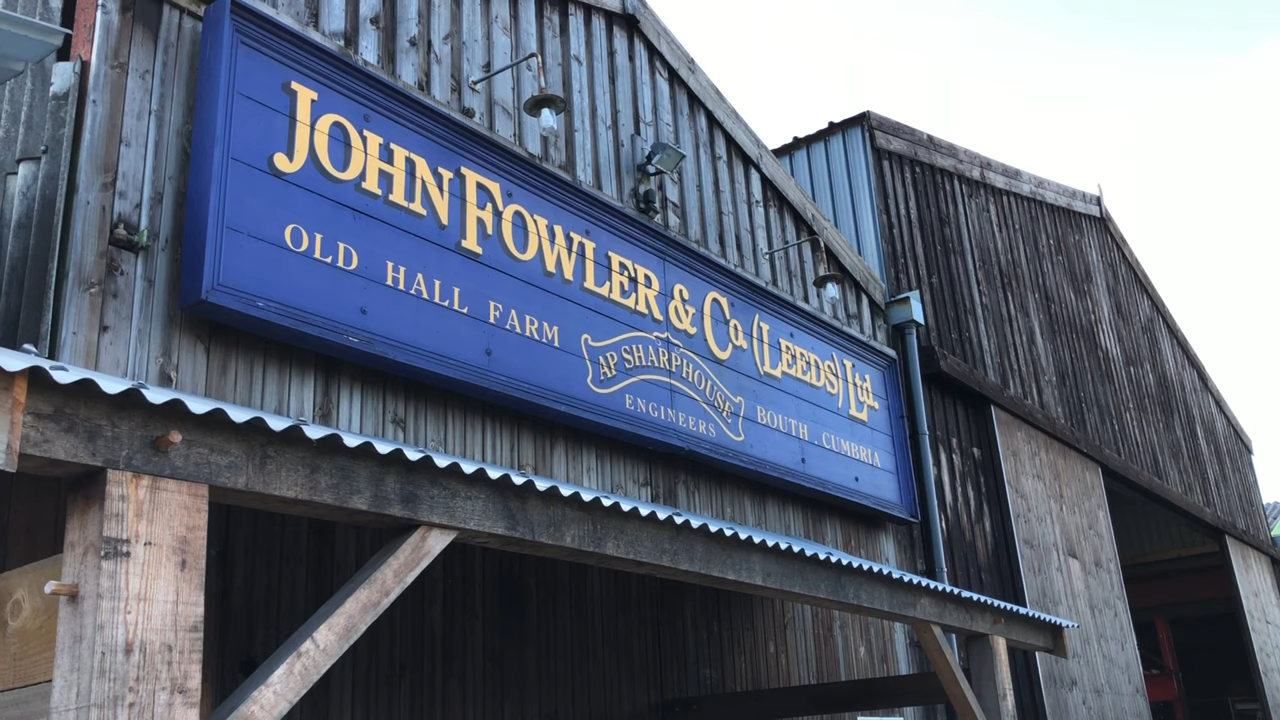 JOHN FOWLER & Co. (LEEDS) Ltd.
OLD HALL FARM
AP SHARPHOUSE
ENGINEERS
BOUTH . CUMBRIA